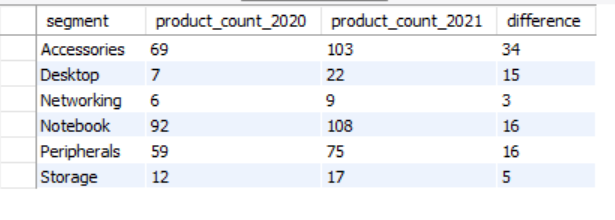 segment product_count_2020 product_count_2021 difference
Accessories 69 103 34
Desktop 7 22 15
Networking 6 9 3
Notebook 92 108 16
Peripherals 59 75 16
Storage 12 17 5